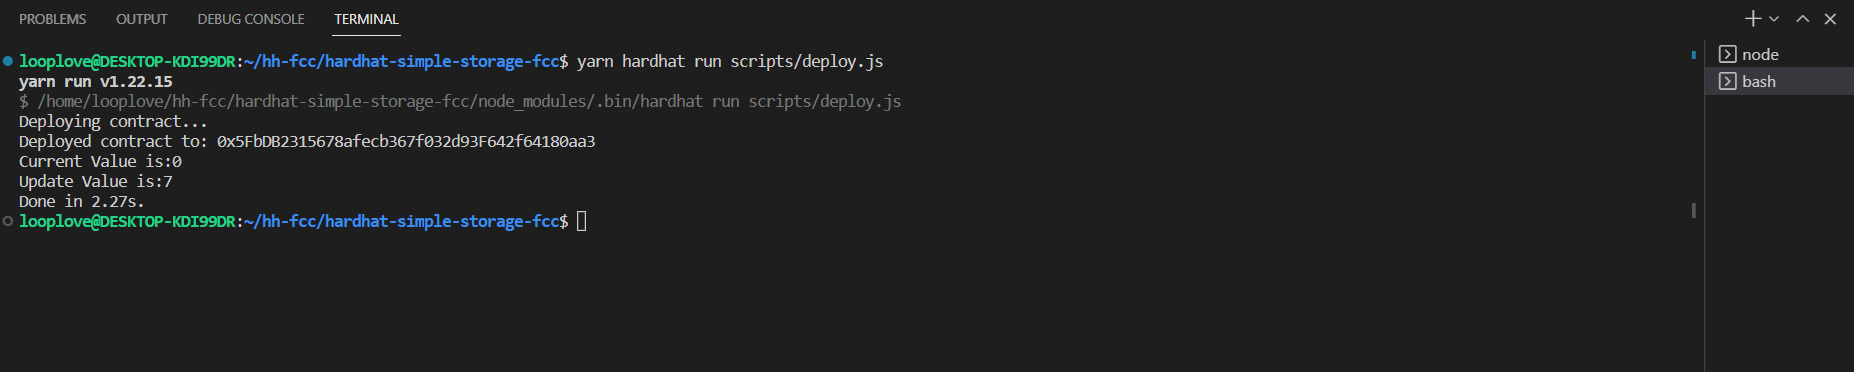 PROBLEMS OUTPUT DEBUG CONSOLE TERMINAL
looplove@DESKTOP-KDI99DR:~/hh-fcc/hardhat-simple-storage-fcc$ yarn hardhat run scripts/deploy.js
yarn run v1.22.15
$ /home/looplove/hh-fcc/hardhat-simple-storage-fcc/node_modules/.bin/hardhat run scripts/deploy.js
Deploying contract...
Deployed contract to: 0x5FbDB2315678afecb367f032d93F642f64180aa3
Current Value is:0
Update Value is:7
Done in 2.27s.
looplove@DESKTOP-KDI99DR:~/hh-fcc/hardhat-simple-storage-fcc$
node
bash